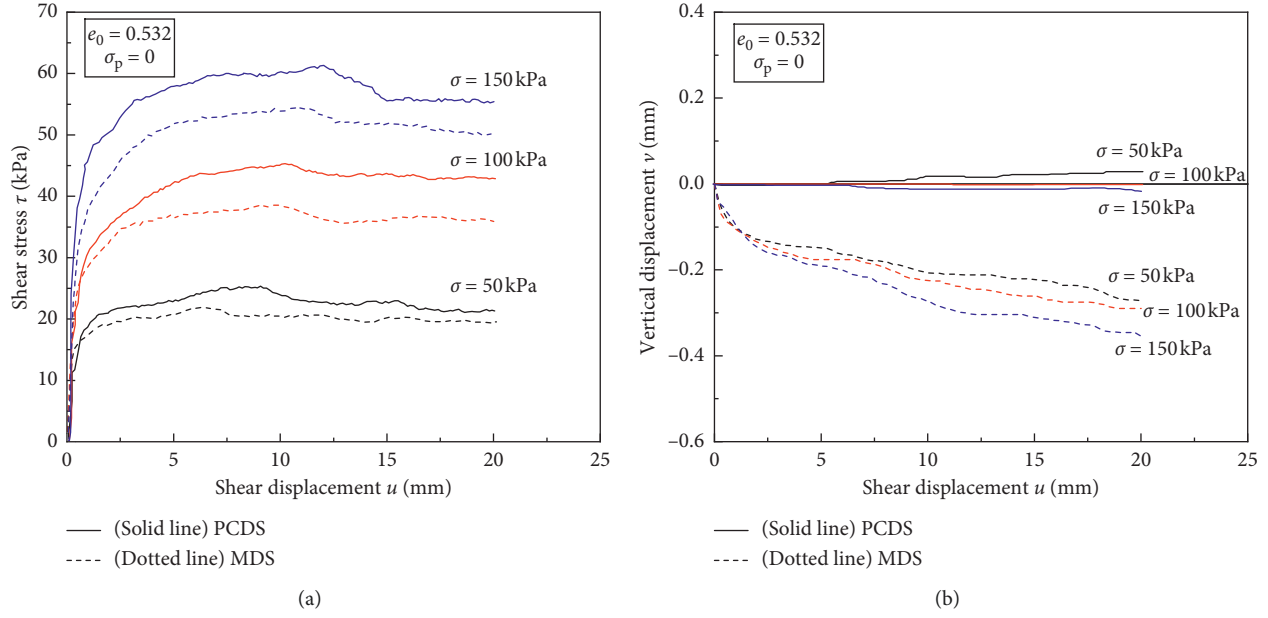 70
60
50
40
30
20
10
0
Shear stress τ (kPa)
e₀ = 0.532
σₚ = 0
σ = 150 kPa
σ = 100 kPa
σ = 50 kPa
0 5 10 15 20 25
Shear displacement u (mm)
(Solid line) PCDS
(Dotted line) MDS
(a)
0.4
0.2
0.0
–0.2
–0.4
–0.6
Vertical displacement v (mm)
e₀ = 0.532
σₚ = 0
σ = 50 kPa
σ = 100 kPa
σ = 150 kPa
σ = 50 kPa
σ = 100 kPa
σ = 150 kPa
0 5 10 15 20 25
Shear displacement u (mm)
(Solid line) PCDS
(Dotted line) MDS
(b)